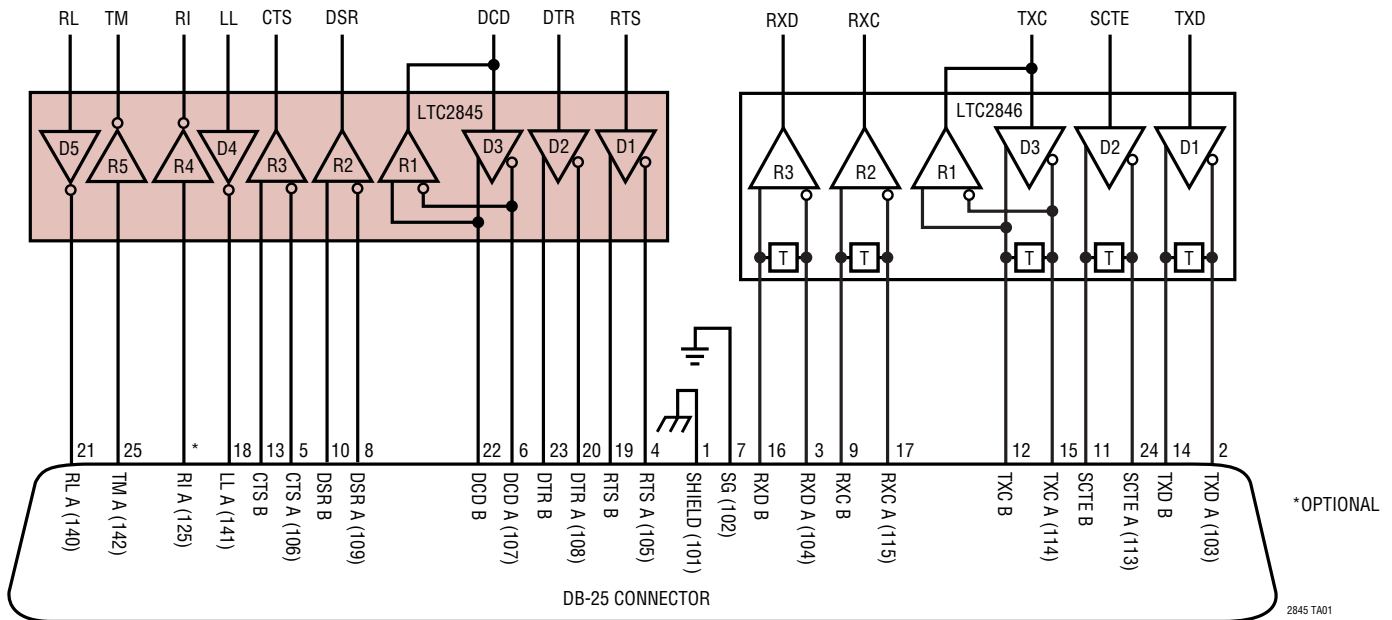 RL TM RI LL CTS DSR DCD DTR RTS RXD RXC TXC SCTE TXD
LTC2845 LTC2846
D5 R5 R4 D4 R3 R2 R1 D3 D2 D1 R3 R2 R1 D3 D2 D1
T T T T T
21 25 * 18 13 5 10 8 22 6 23 20 19 4 1 7 16 3 9 17 12 15 11 24 14 2
RL A (140)
TM A (142)
RI A (125)
LL A (141)
CTS B
CTS A (106)
DSR B
DSR A (109)
DCD B
DCD A (107)
DTR B
DTR A (108)
RTS B
RTS A (105)
SHIELD (101)
SG (102)
RXD B
RXD A (104)
RXC B
RXC A (115)
TXC B
TXC A (114)
SCTE B
SCTE A (113)
TXD B
TXD A (103)
*OPTIONAL
DB-25 CONNECTOR
2845 TA01